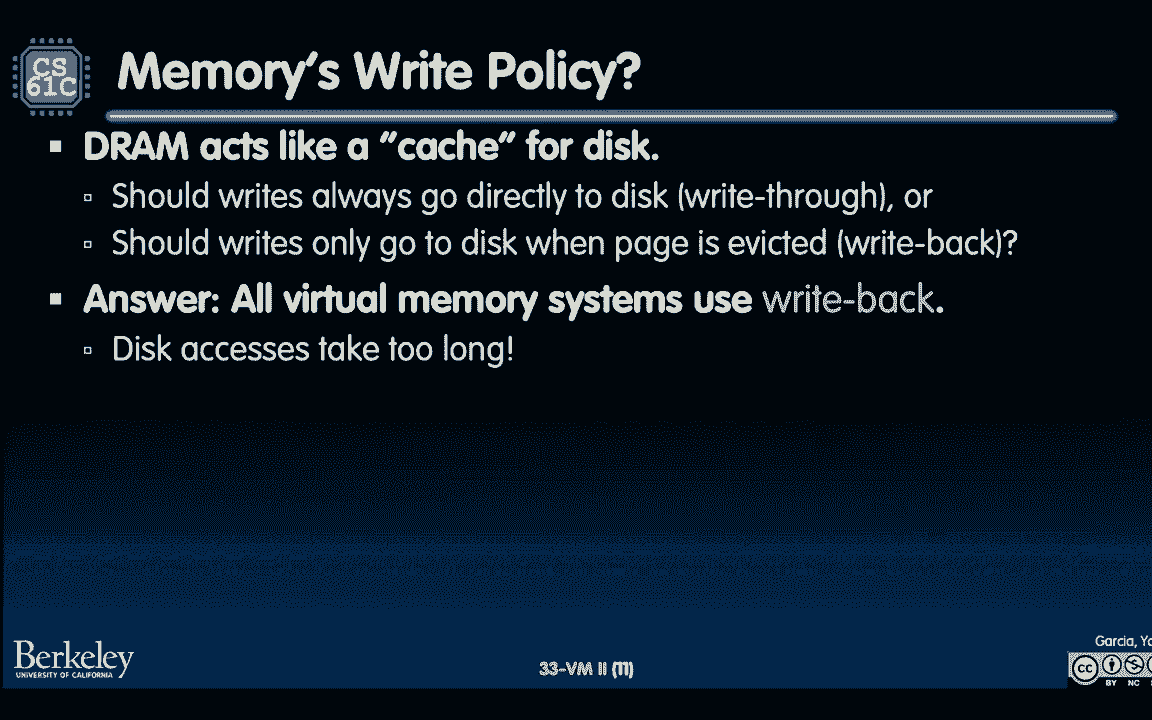 CS
61C
Memory's Write Policy?
DRAM acts like a "cache" for disk.
Should writes always go directly to disk (write-through), or
Should writes only go to disk when page is evicted (write-back)?
Answer: All virtual memory systems use write-back.
Disk accesses take too long!
Berkeley
UNIVERSITY OF CALIFORNIA
33-VM II (11)
Garcia,
cc
BY NC